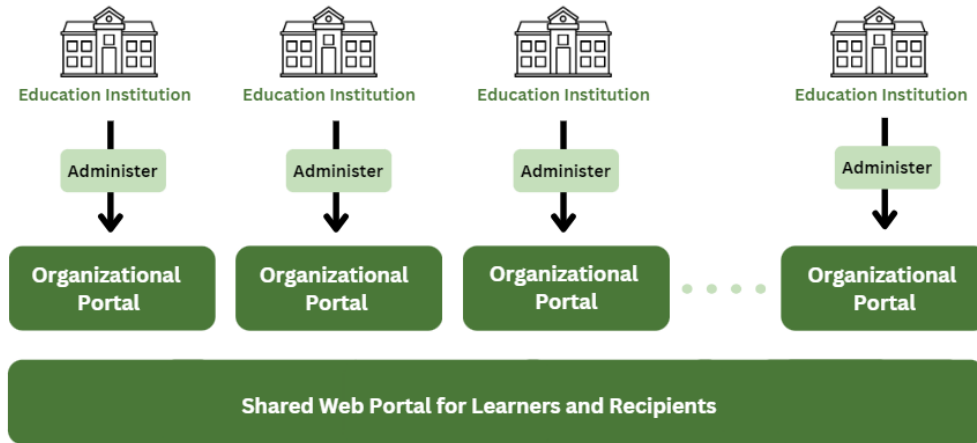 Education Institution
Education Institution
Education Institution
Education Institution
Administer
Administer
Administer
Administer
Organizational
Portal
Organizational
Portal
Organizational
Portal
Organizational
Portal
Shared Web Portal for Learners and Recipients